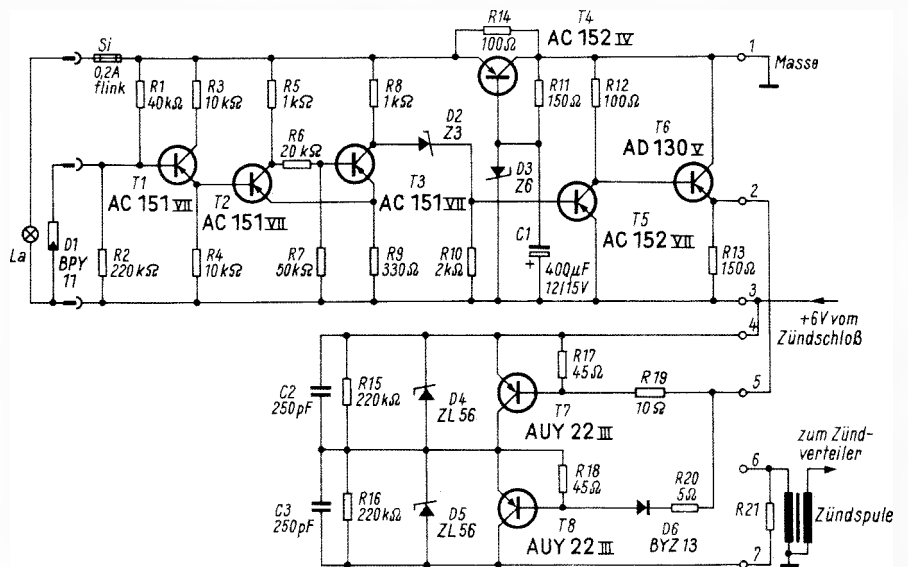 Si
0,2A
flink
R1
40kΩ
R3
10kΩ
R5
1kΩ
R8
1kΩ
R14
100Ω
T4
AC 152 IV
1
Masse
R11
150Ω
R12
100Ω
R6
20 kΩ
D2
Z3
D3
Z6
T6
AD 130 V
T1
AC 151 VII
T2
AC 151 VII
T3
AC 151 VII
T5
AC 152 VII
2
La
D1
BPY
11
R2
220kΩ
R4
10kΩ
R7
50kΩ
R9
330Ω
R10
2kΩ
C1
+
400µF
12/15V
R13
150Ω
3
+6V vom
Zündschloß
4
C2
250pF
R15
220kΩ
D4
ZL 56
R17
45Ω
R19
10Ω
5
T7
AUY 22 III
zum Zünd-
verteiler
6
C3
250pF
R16
220kΩ
D5
ZL 56
R18
45Ω
R20
5Ω
R21
Zündspule
T8
AUY 22 III
D6
BYZ 13
7